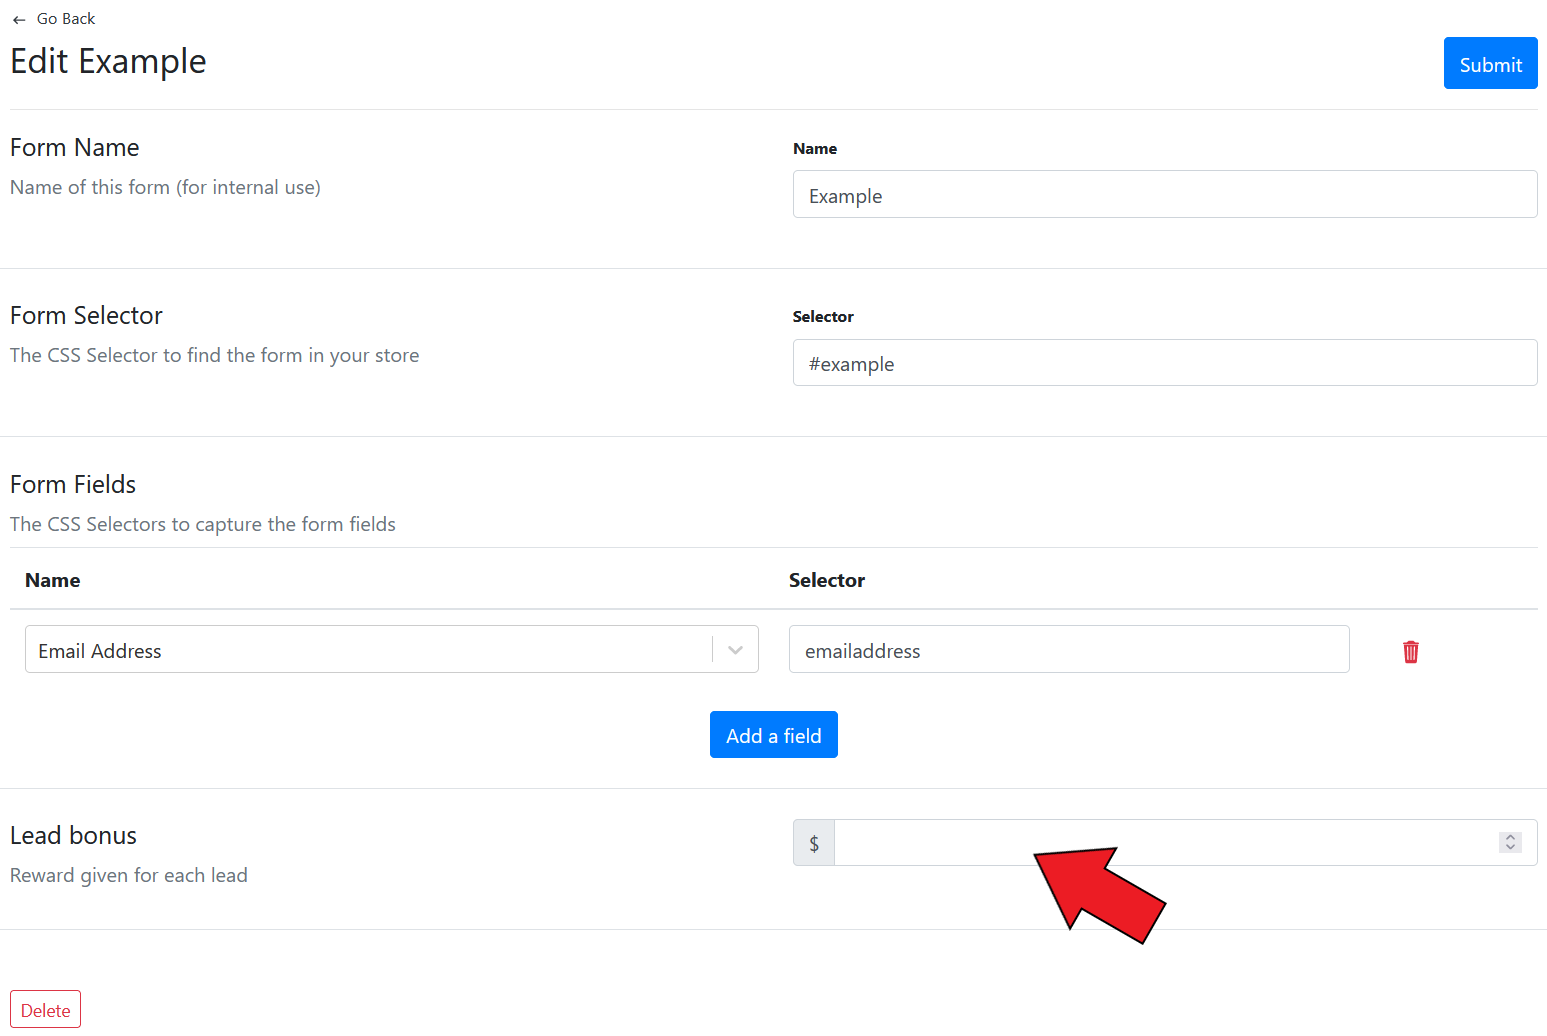 ← Go Back
Edit Example
Submit
Form Name
Name
Name of this form (for internal use)
Example
Form Selector
Selector
The CSS Selector to find the form in your store
#example
Form Fields
The CSS Selectors to capture the form fields
Name Selector
Email Address emailaddress
Add a field
Lead bonus
$
Reward given for each lead
Delete